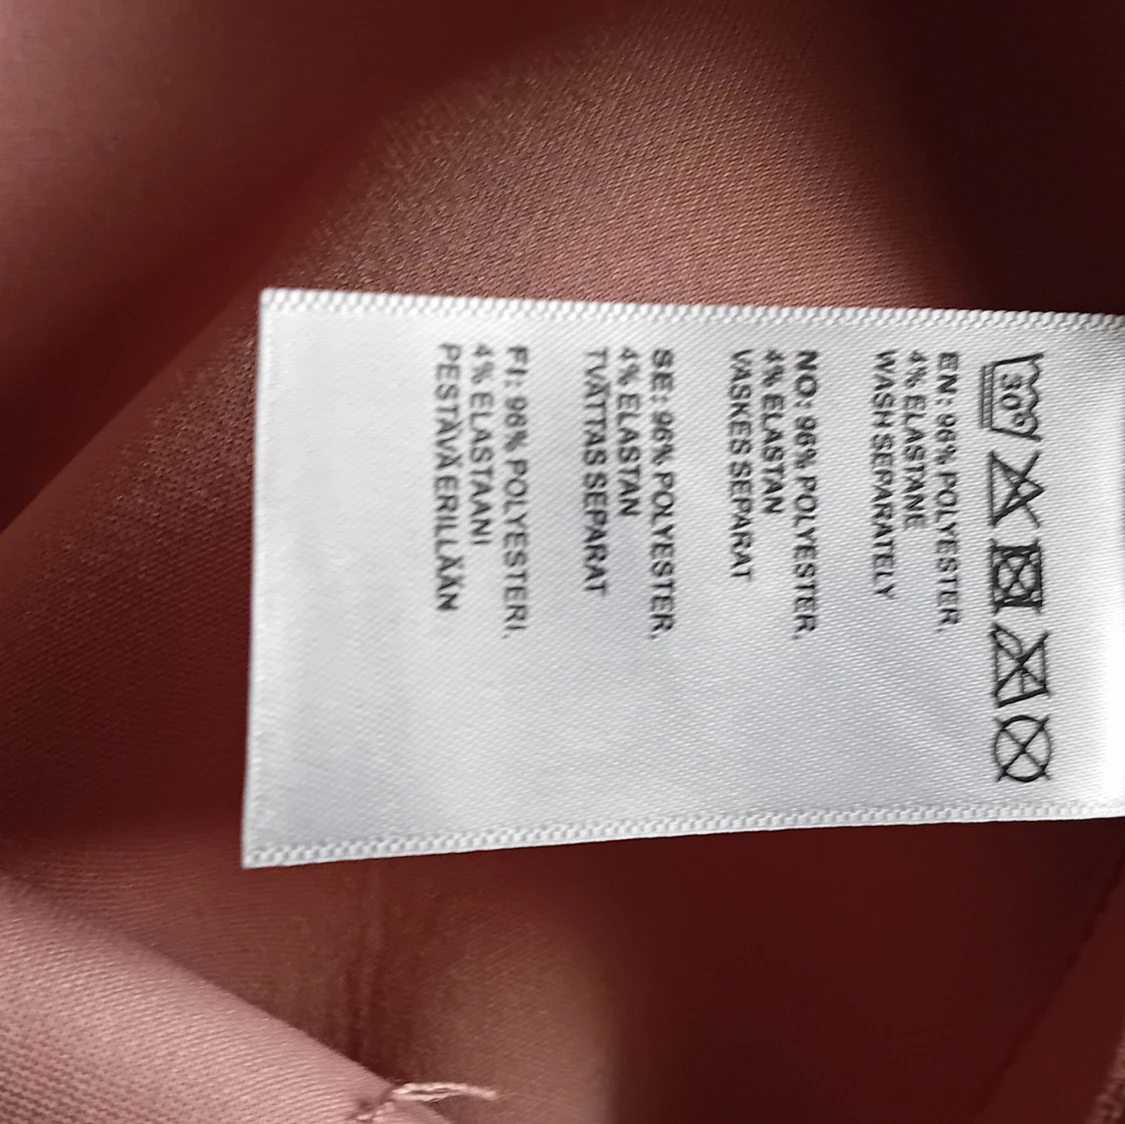 30°
EN: 96% POLYESTER,
4% ELASTANE
WASH SEPARATELY
NO: 96% POLYESTER,
4% ELASTAN
VASKES SEPARAT
SE: 96% POLYESTER,
4% ELASTAN
TVÄTTAS SEPARAT
FI: 96% POLYESTERI,
4% ELASTAANI
PESTÄVÄ ERILLÄÄN